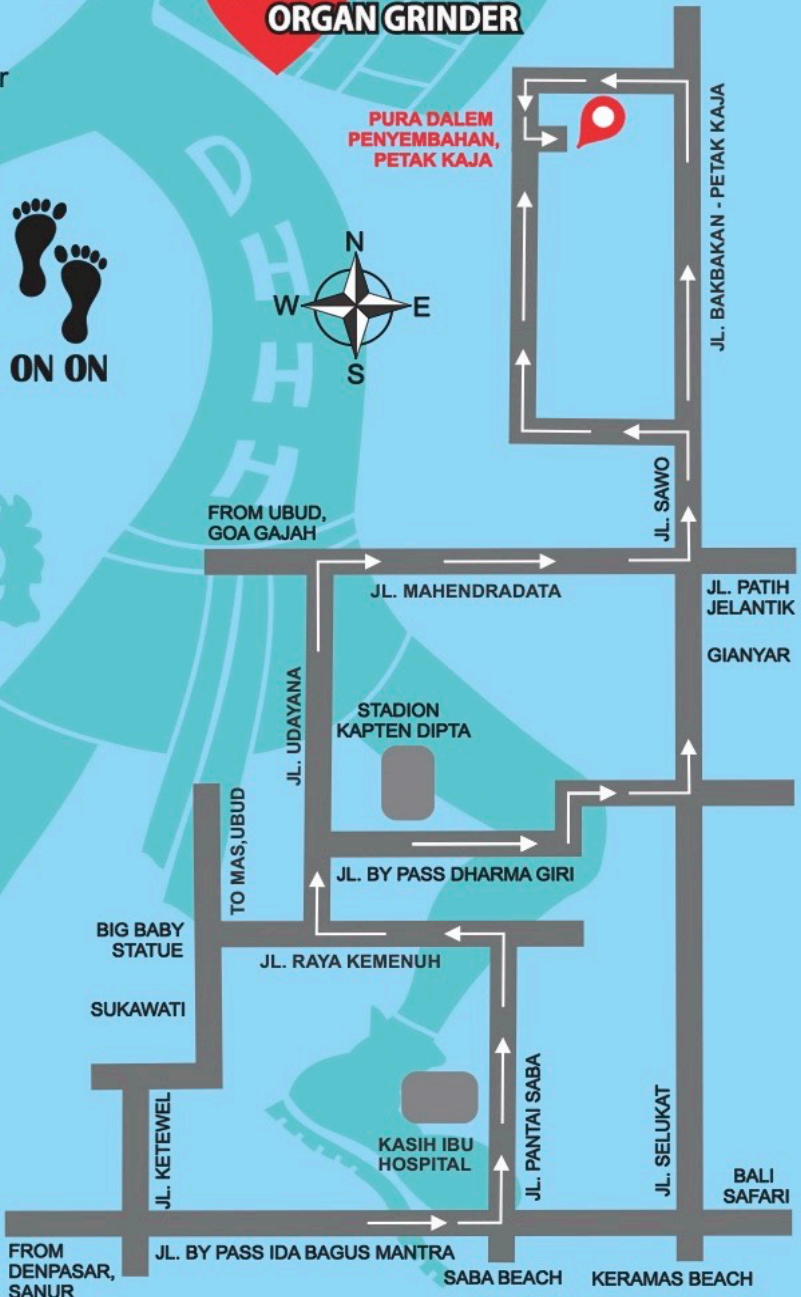 ORGAN GRINDER
r
PURA DALEM
PENYEMBAHAN,
PETAK KAJA
JL. BAKBAKAN - PETAK KAJA
DHHH
N
W
E
S
ON ON
JL. SAWO
FROM UBUD,
GOA GAJAH
JL. MAHENDRADATA
JL. PATIH
JELANTIK
GIANYAR
JL. UDAYANA
STADION
KAPTEN DIPTA
TO MAS,UBUD
JL. BY PASS DHARMA GIRI
BIG BABY
STATUE
JL. RAYA KEMENUH
SUKAWATI
JL. KETEWEL
KASIH IBU
HOSPITAL
JL. PANTAI SABA
JL. SELUKAT
BALI
SAFARI
FROM
DENPASAR,
SANUR
JL. BY PASS IDA BAGUS MANTRA
SABA BEACH
KERAMAS BEACH